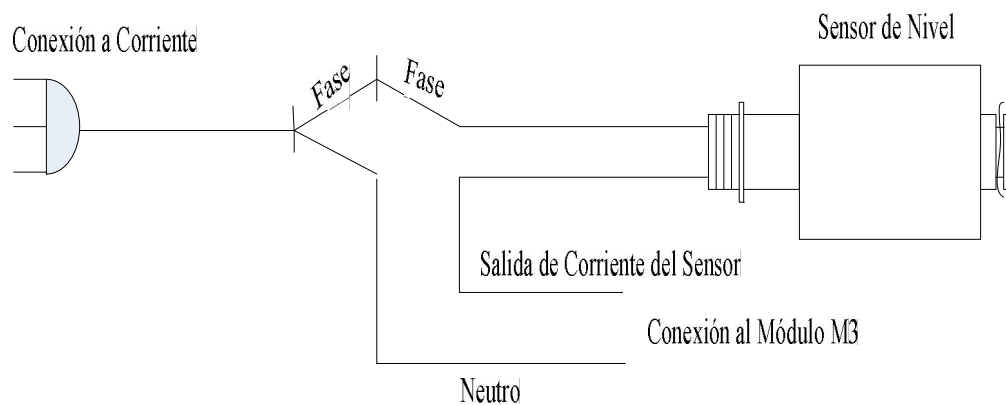 Conexión a Corriente
Sensor de Nivel
Fase
Fase
Salida de Corriente del Sensor
Conexión al Módulo M3
Neutro